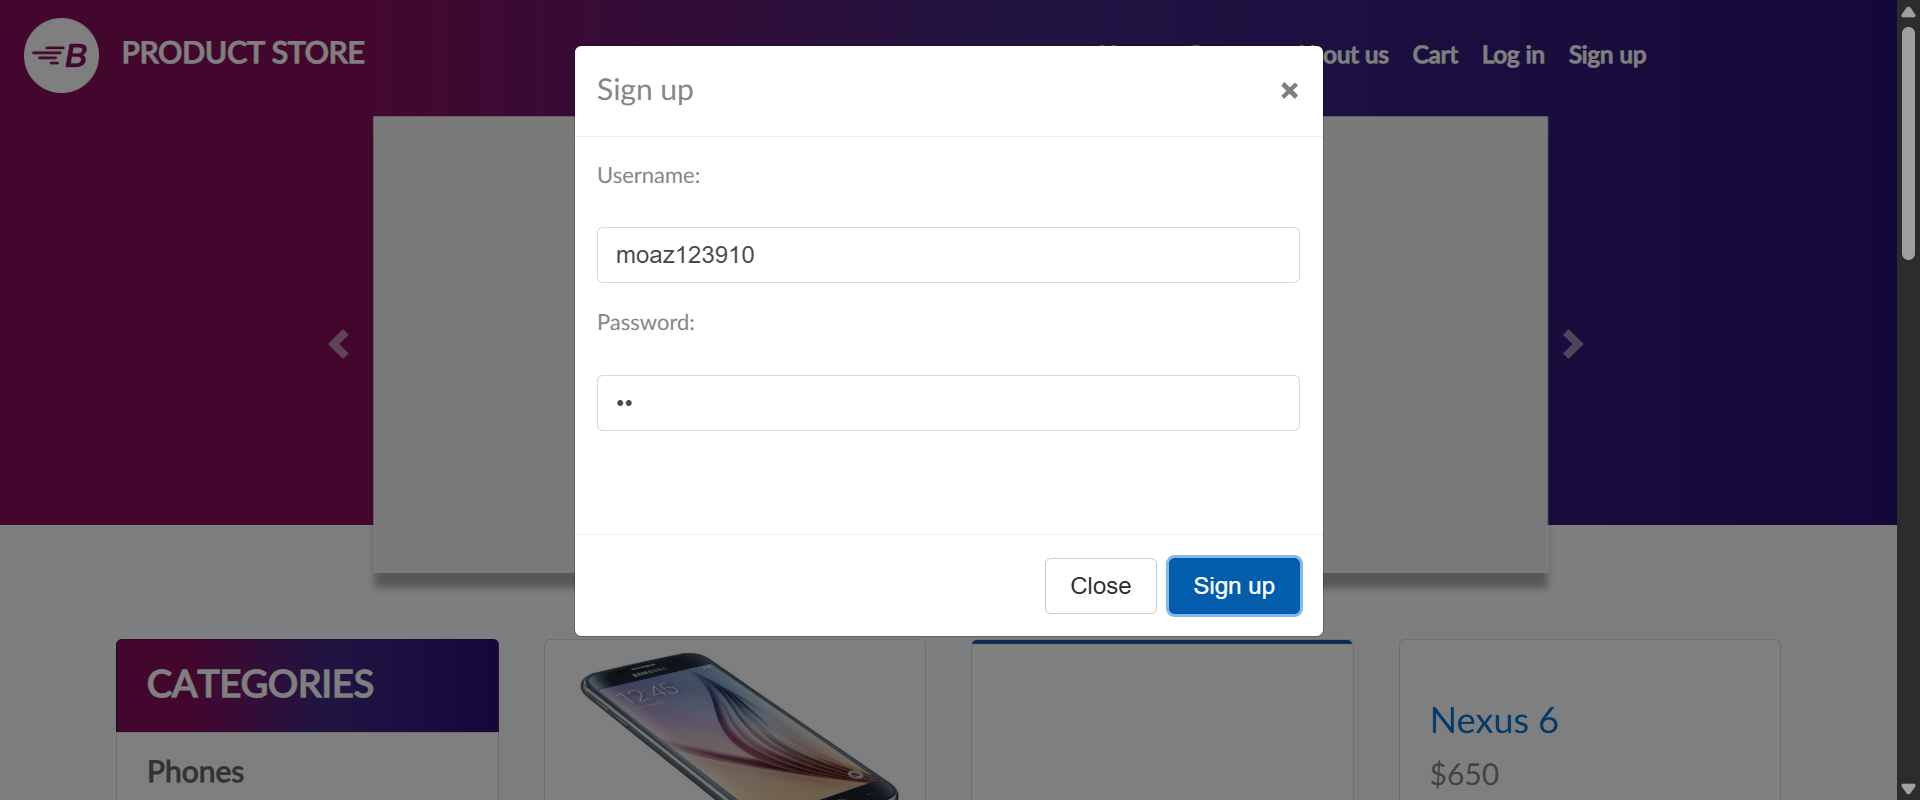 B PRODUCT STORE
out us Cart Log in Sign up
Sign up ×
Username:
moaz123910
Password:
••
Close Sign up
CATEGORIES
Phones
SAMSUNG
12:45
Nexus 6
$650